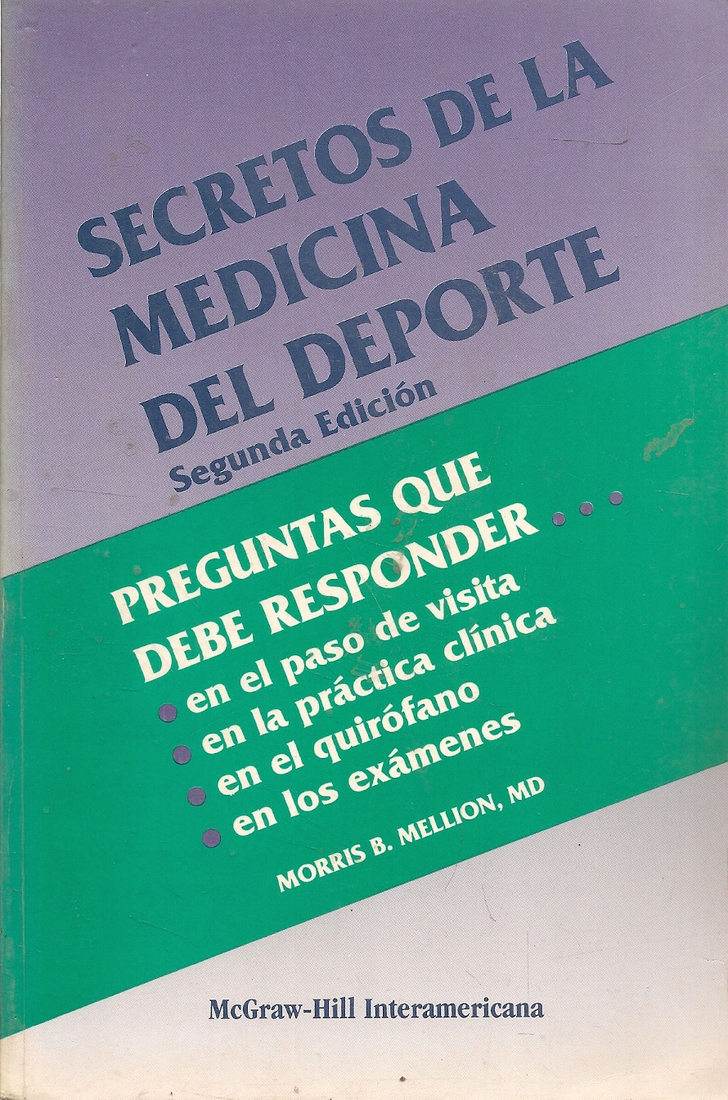 SECRETOS DE LA
MEDICINA
DEL DEPORTE
Segunda Edición
PREGUNTAS QUE
DEBE RESPONDER . . .
en el paso de visita
en la práctica clínica
en el quirófano
en los exámenes
MORRIS B. MELLION, MD
McGraw-Hill Interamericana